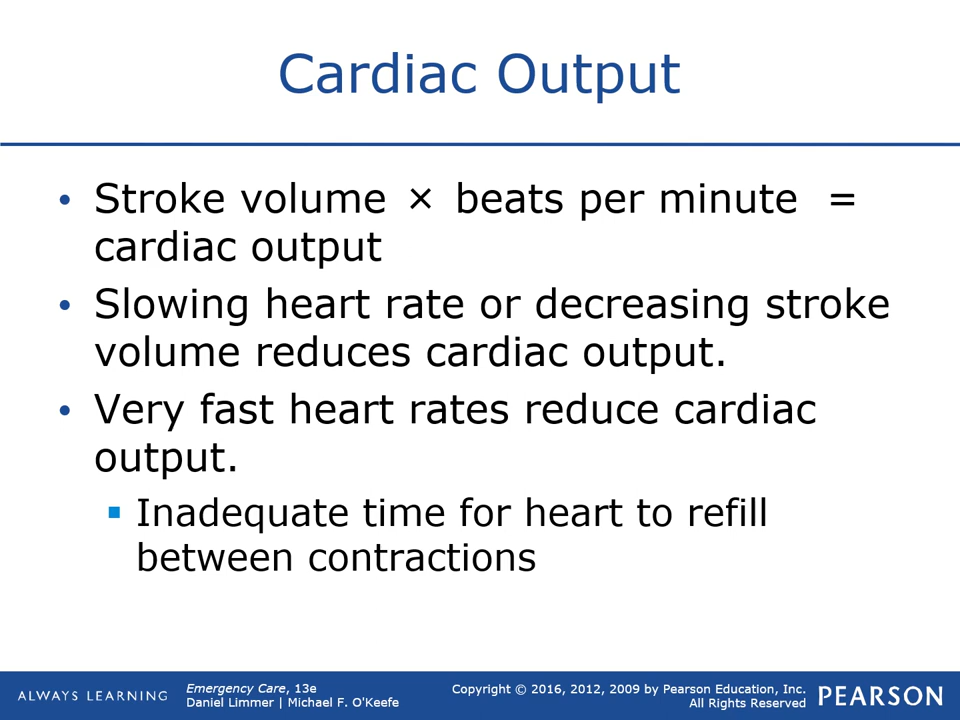 Cardiac Output
• Stroke volume × beats per minute =
cardiac output
• Slowing heart rate or decreasing stroke
volume reduces cardiac output.
• Very fast heart rates reduce cardiac
output.
▪ Inadequate time for heart to refill
between contractions
ALWAYS LEARNING
Emergency Care, 13e
Daniel Limmer | Michael F. O'Keefe
Copyright © 2016, 2012, 2009 by Pearson Education, Inc.
All Rights Reserved
PEARSON